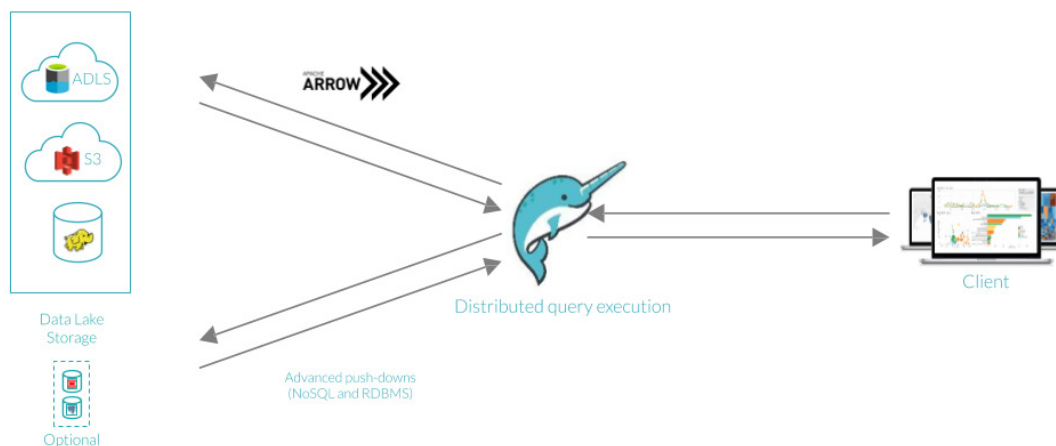 ADLS
APACHE
ARROW
S3
Distributed query execution
Client
Data Lake
Storage
Advanced push-downs
(NoSQL and RDBMS)
Optional